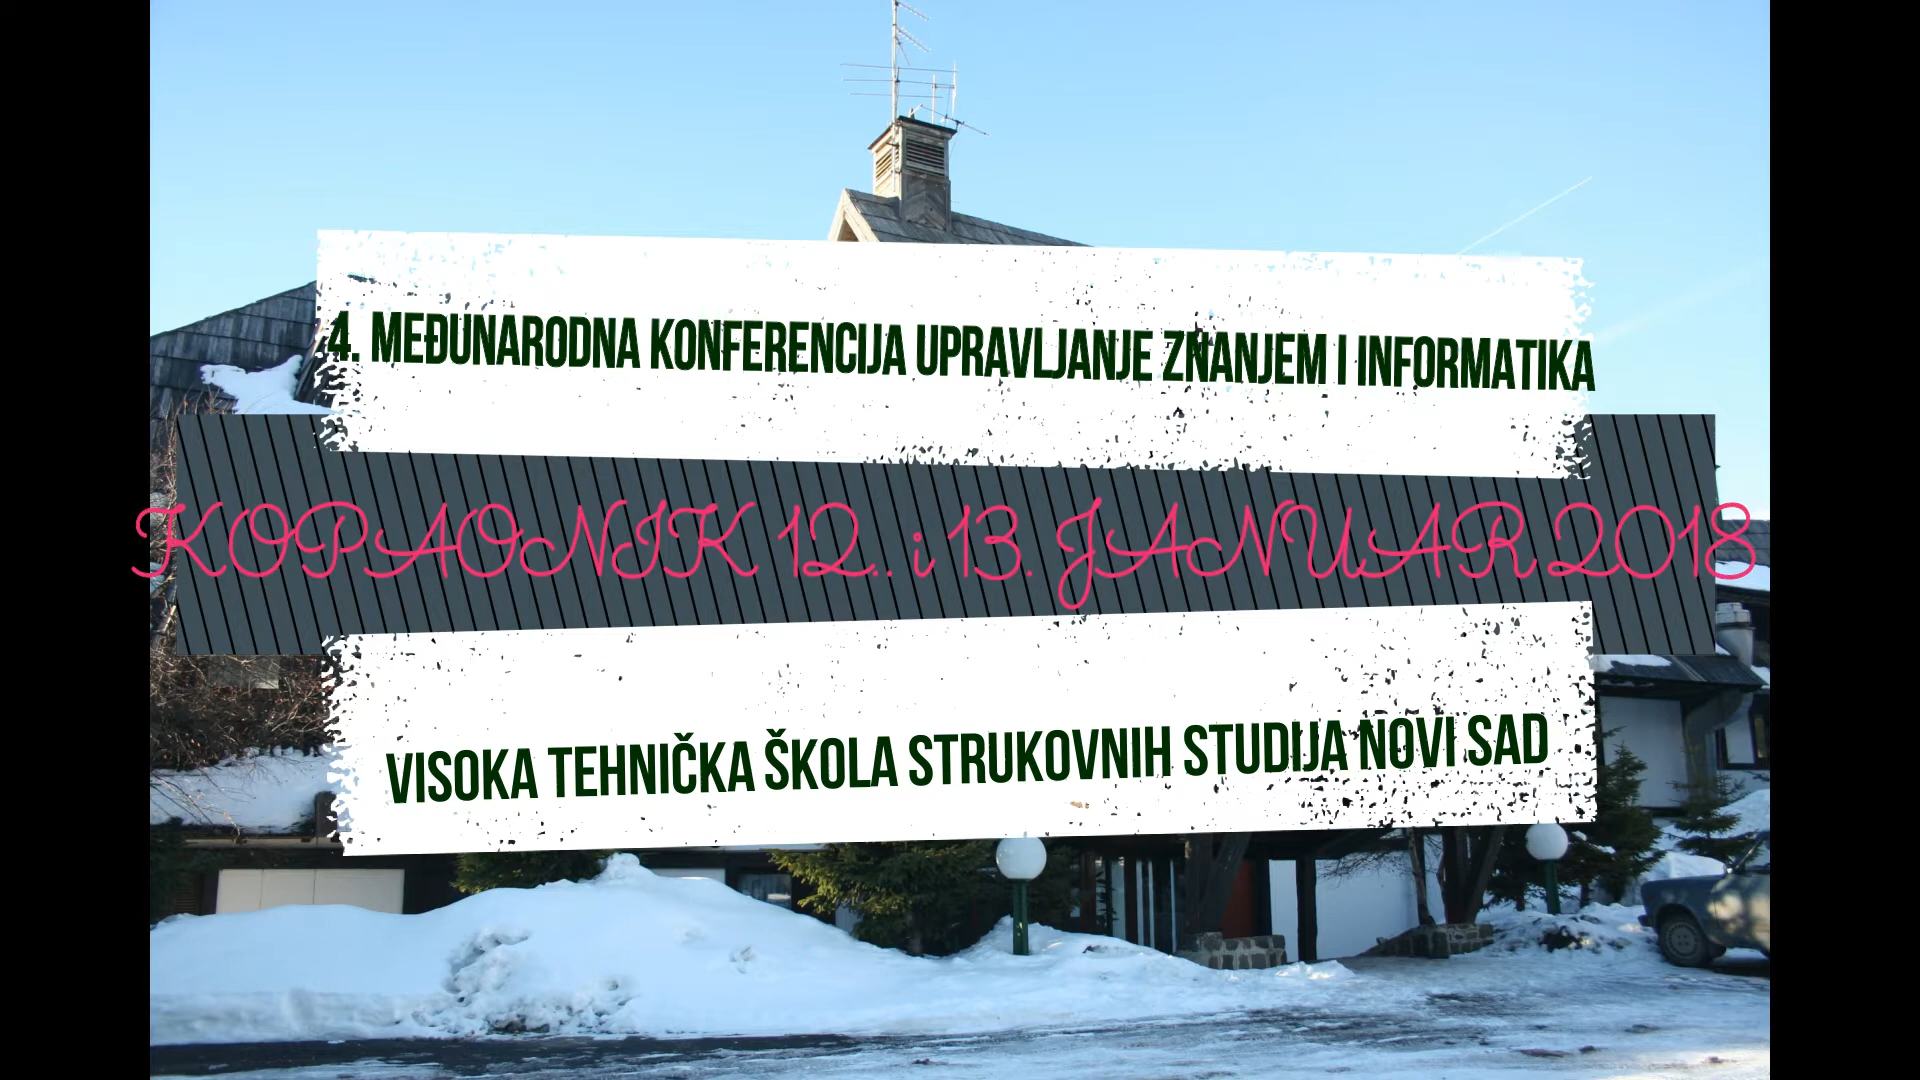 4. MEĐUNARODNA KONFERENCIJA UPRAVLJANJE ZNANJEM I INFORMATIKA
KOPAONIK 12.. i 13. JANUAR 2018
VISOKA TEHNIČKA ŠKOLA STRUKOVNIH STUDIJA NOVI SAD